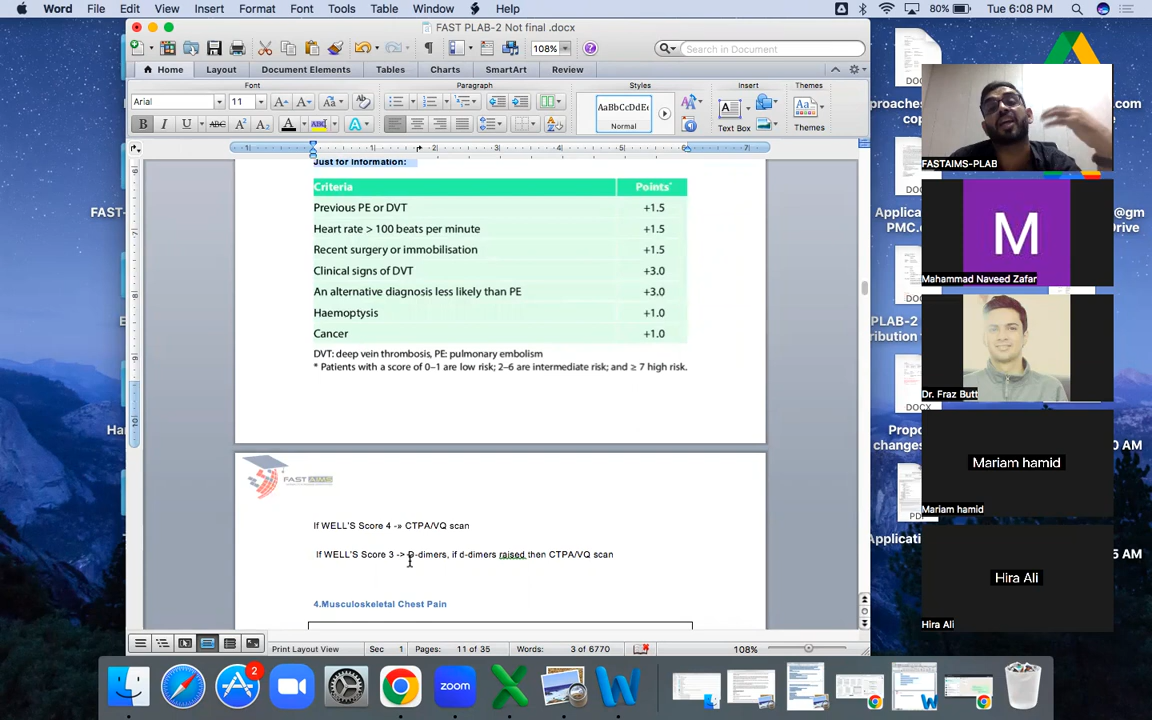 Word File Edit View Insert Format Font Tools Table Window Help
80% Tue 6:08 PM
FAST PLAB-2 Not final .docx
108%
Search in Document
Home Layout Document Elements Tables Charts SmartArt Review
Font Paragraph Styles Insert Themes
Arial 11
AaBbCcDdEe
Normal
Text Box
Themes
Just for Information:
Criteria Points*
Previous PE or DVT +1.5
Heart rate > 100 beats per minute +1.5
Recent surgery or immobilisation +1.5
Clinical signs of DVT +3.0
An alternative diagnosis less likely than PE +3.0
Haemoptysis +1.0
Cancer +1.0
DVT: deep vein thrombosis, PE: pulmonary embolism
* Patients with a score of 0–1 are low risk; 2–6 are intermediate risk; and ≥ 7 high risk.
FAST AIMS
If WELL'S Score 4 -» CTPA/VQ scan
If WELL'S Score 3 -> D-dimers, if d-dimers raised then CTPA/VQ scan
4.Musculoskeletal Chest Pain
Print Layout View Sec 1 Pages: 11 of 35 Words: 3 of 6770 108%
FASTAIMS-PLAB
M
Mahammad Naveed Zafar
Dr. Fraz Butt
Mariam hamid
Mariam hamid
Hira Ali
Hira Ali
FAST-
DOCX
PDF
2
zoom